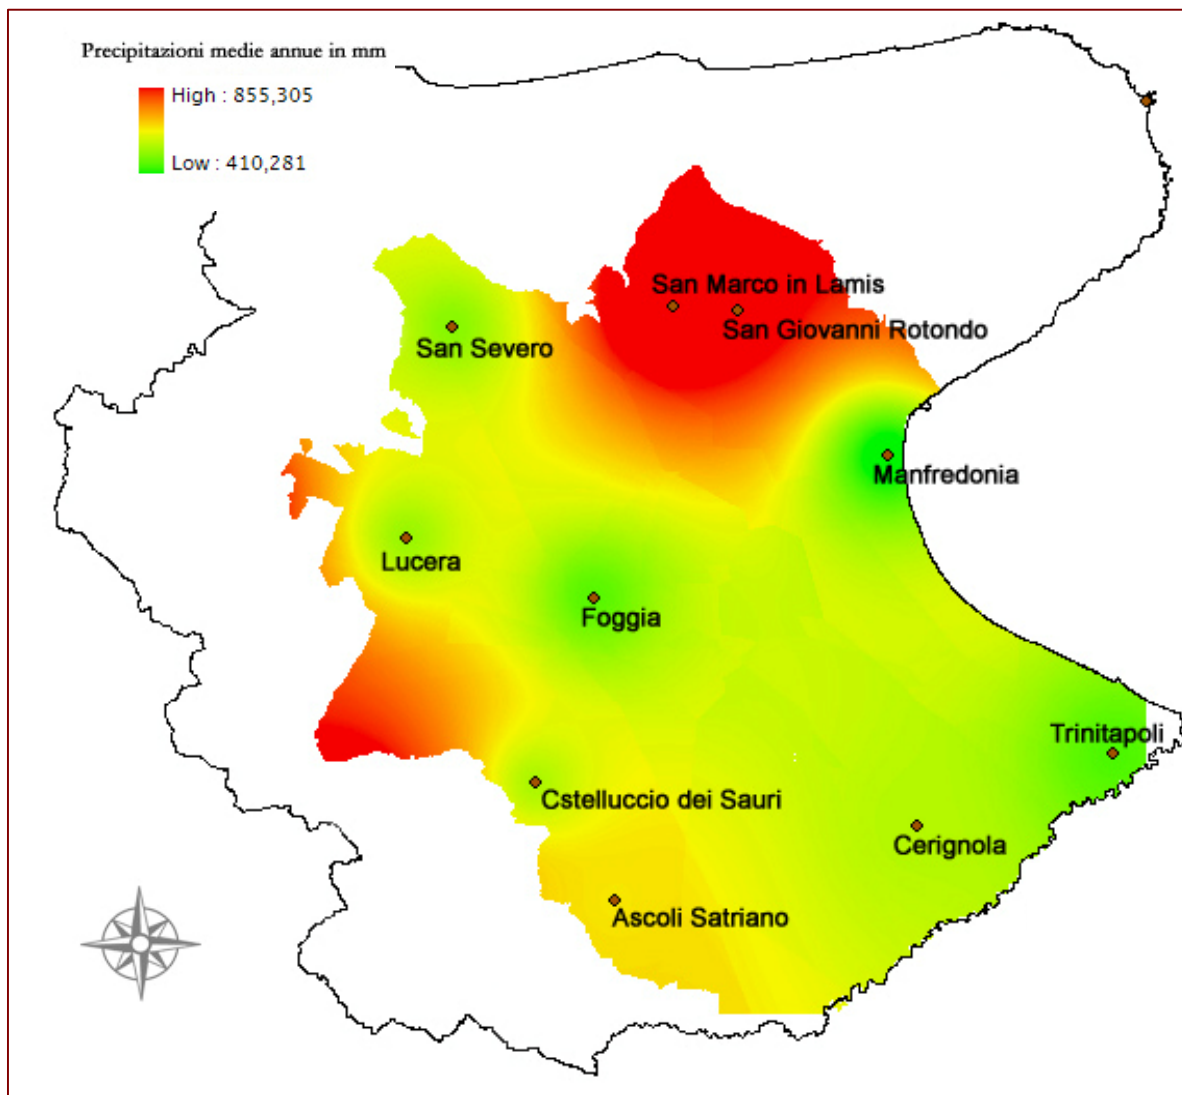 Precipitazioni medie annue in mm
High : 855,305
Low : 410,281
San Marco in Lamis
San Giovanni Rotondo
San Severo
Manfredonia
Lucera
Foggia
Trinitapoli
Cstelluccio dei Sauri
Cerignola
Ascoli Satriano